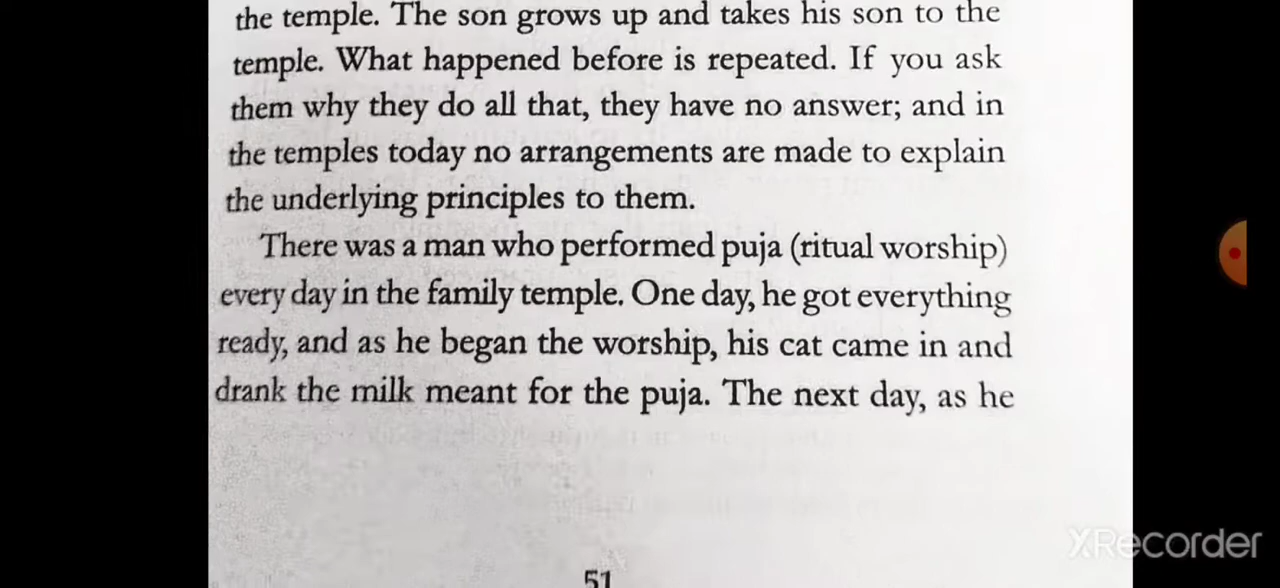 the temple. The son grows up and takes his son to the
temple. What happened before is repeated. If you ask
them why they do all that, they have no answer; and in
the temples today no arrangements are made to explain
the underlying principles to them.
There was a man who performed puja (ritual worship)
every day in the family temple. One day, he got everything
ready, and as he began the worship, his cat came in and
drank the milk meant for the puja. The next day, as he
51
XRecorder